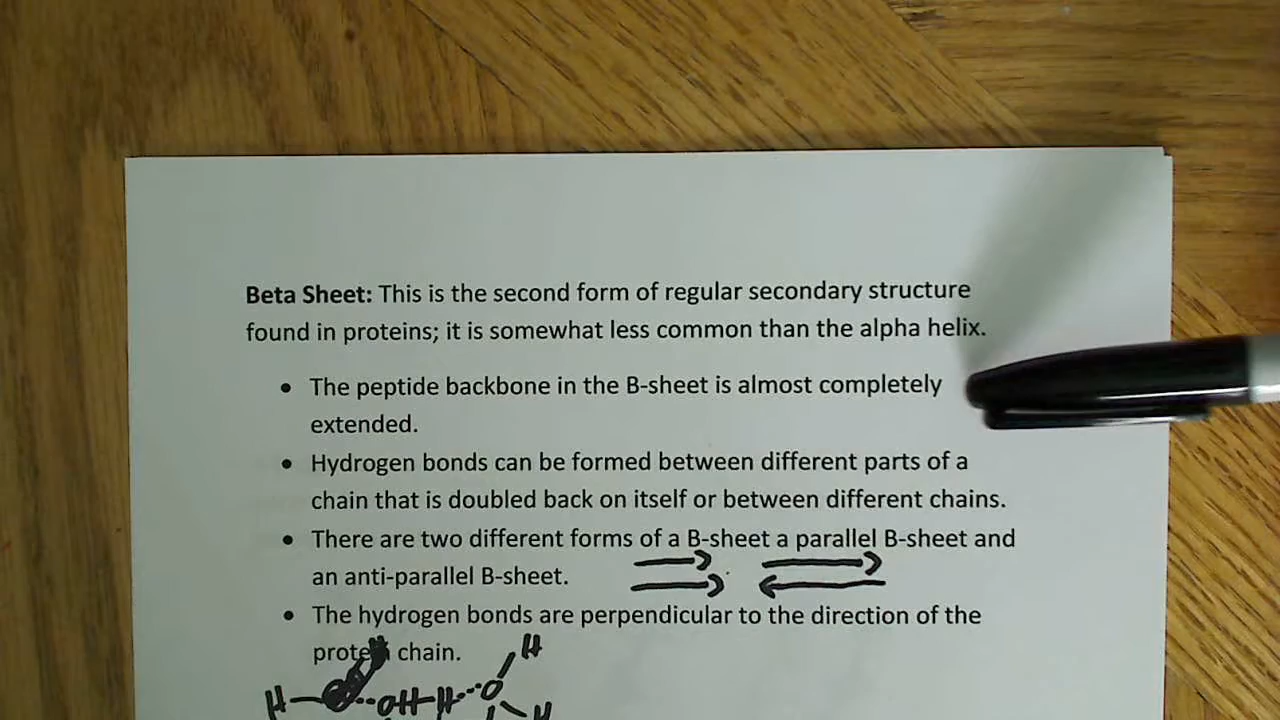 Beta Sheet: This is the second form of regular secondary structure
found in proteins; it is somewhat less common than the alpha helix.
• The peptide backbone in the B-sheet is almost completely
extended.
• Hydrogen bonds can be formed between different parts of a
chain that is doubled back on itself or between different chains.
• There are two different forms of a B-sheet a parallel B-sheet and
an anti-parallel B-sheet.
• The hydrogen bonds are perpendicular to the direction of the
protein chain.
H
H OH H O
H